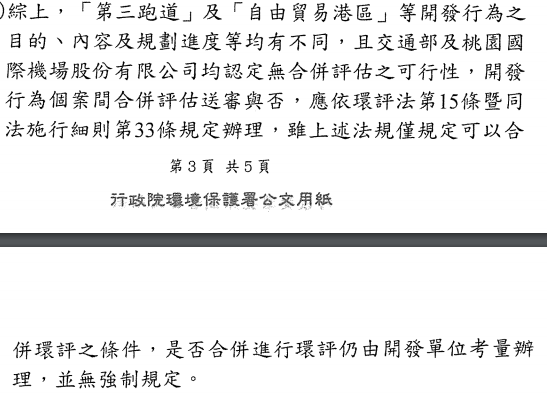 )綜上，「第三跑道」及「自由貿易港區」等開發行為之
目的、內容及規劃進度等均有不同，且交通部及桃園國
際機場股份有限公司均認定無合併評估之可行性，開發
行為個案間合併評估送審與否，應依環評法第15條暨同
法施行細則第33條規定辦理，雖上述法規僅規定可以合
第3頁 共5頁
行政院環境保護署公文用紙
併環評之條件，是否合併進行環評仍由開發單位考量辦
理，並無強制規定。